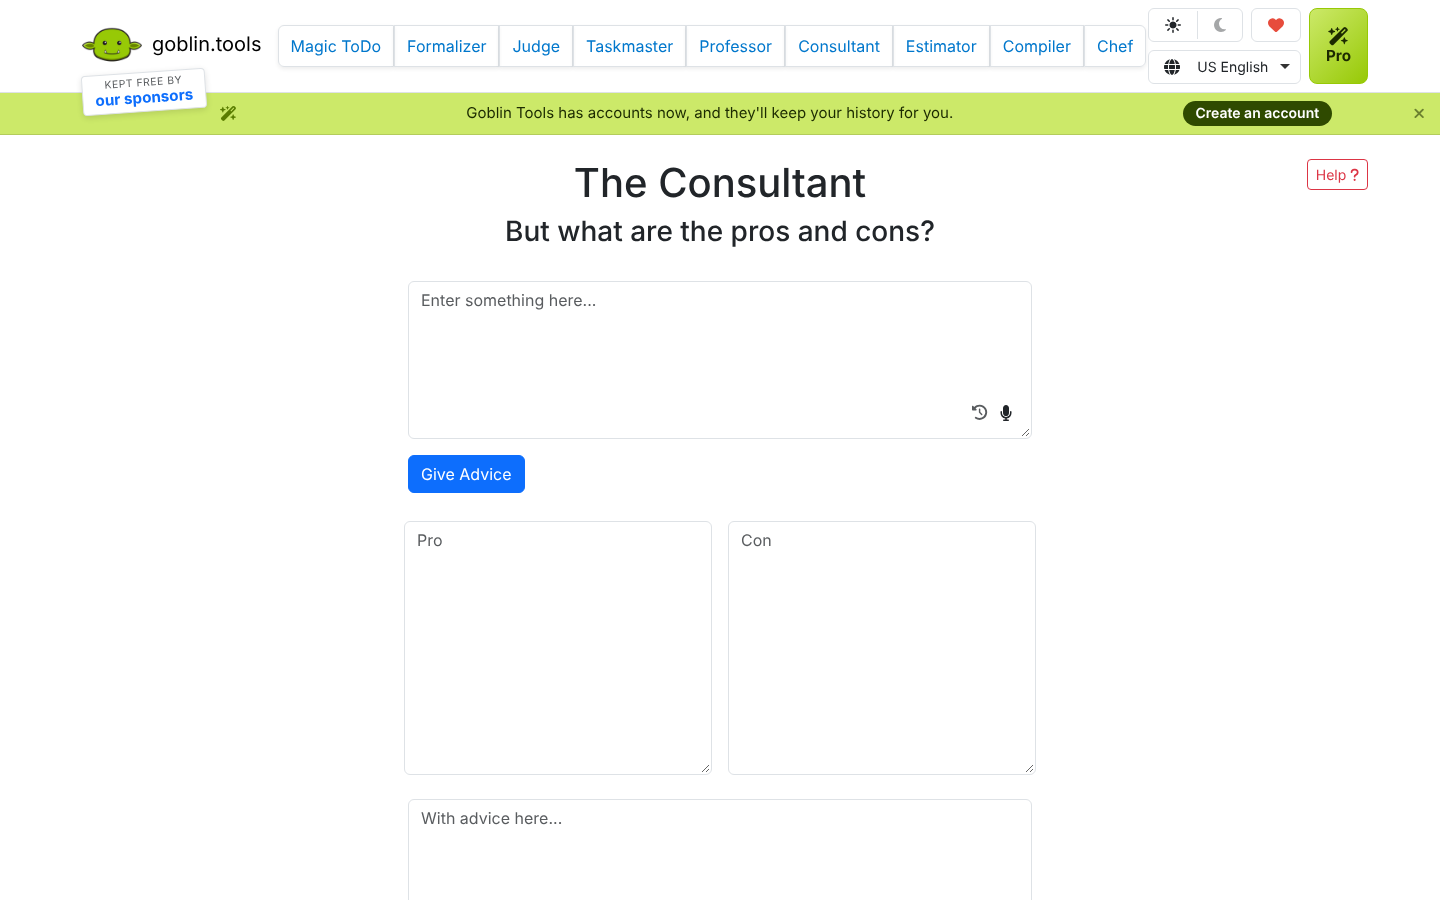 goblin.tools
Magic ToDo
Formalizer
Judge
Taskmaster
Professor
Consultant
Estimator
Compiler
Chef
US English
Pro
KEPT FREE BY
our sponsors
Goblin Tools has accounts now, and they'll keep your history for you.
Create an account
The Consultant
Help
But what are the pros and cons?
Enter something here...
Give Advice
Pro
Con
With advice here...